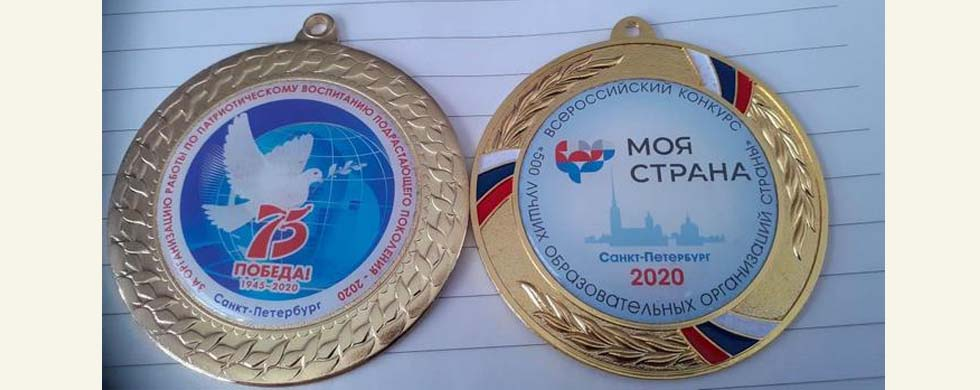 ЗА ОРГАНИЗАЦИЮ РАБОТЫ ПО ПАТРИОТИЧЕСКОМУ ВОСПИТАНИЮ ПОДРАСТАЮЩЕГО ПОКОЛЕНИЯ - 2020
75
ПОБЕДА!
1945-2020
Санкт-Петербург
ВСЕРОССИЙСКИЙ КОНКУРС
«500 ЛУЧШИХ ОБРАЗОВАТЕЛЬНЫХ ОРГАНИЗАЦИЙ СТРАНЫ»
МОЯ
СТРАНА
Санкт-Петербург
2020